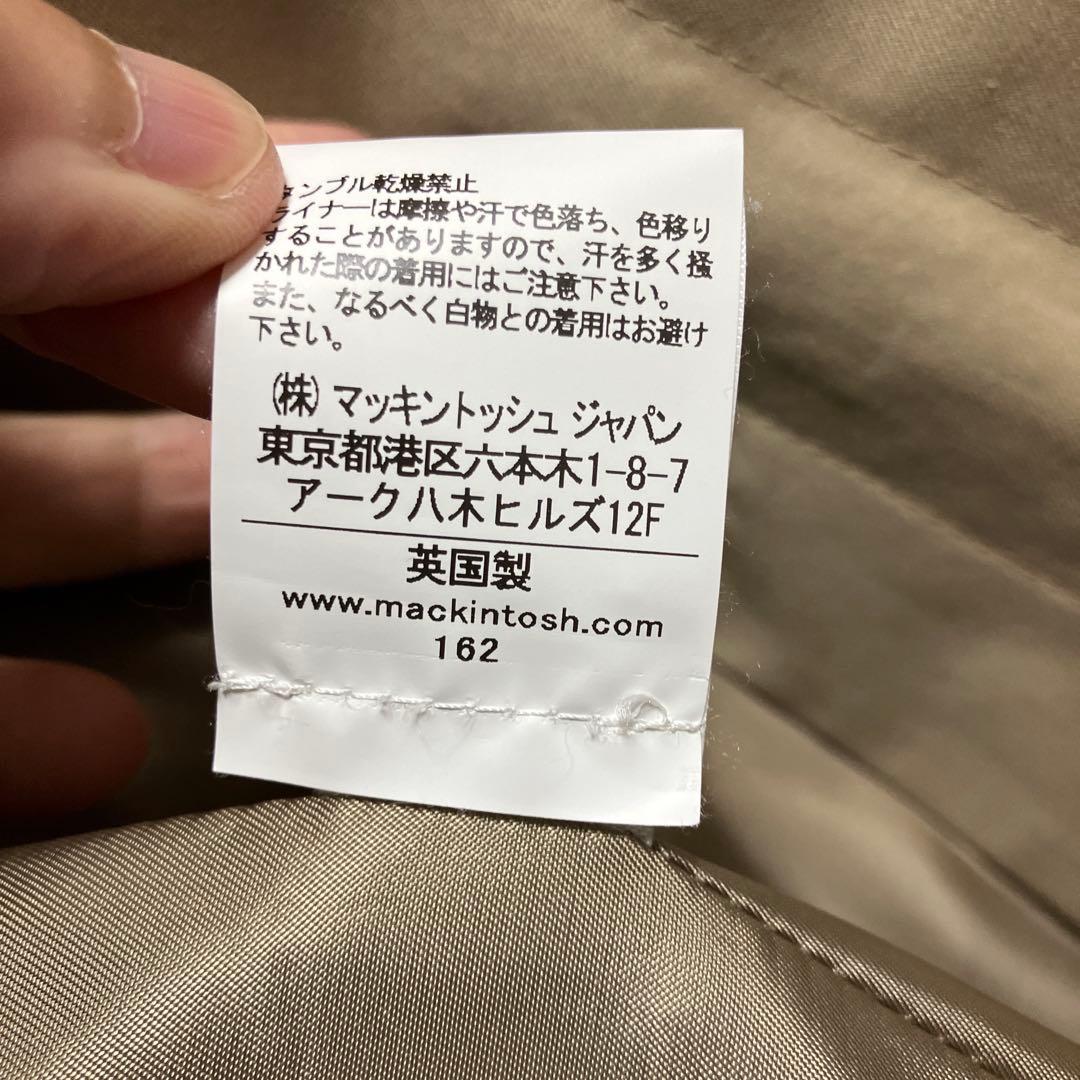 タンブル乾燥禁止
ライナーは摩擦や汗で色落ち、色移り
することがありますので、汗を多く掻
かれた際の着用にはご注意下さい。
また、なるべく白物との着用はお避け
下さい。
(株) マッキントッシュ ジャパン
東京都港区六本木1-8-7
アーク八木ヒルズ12F
英国製
www.mackintosh.com
162